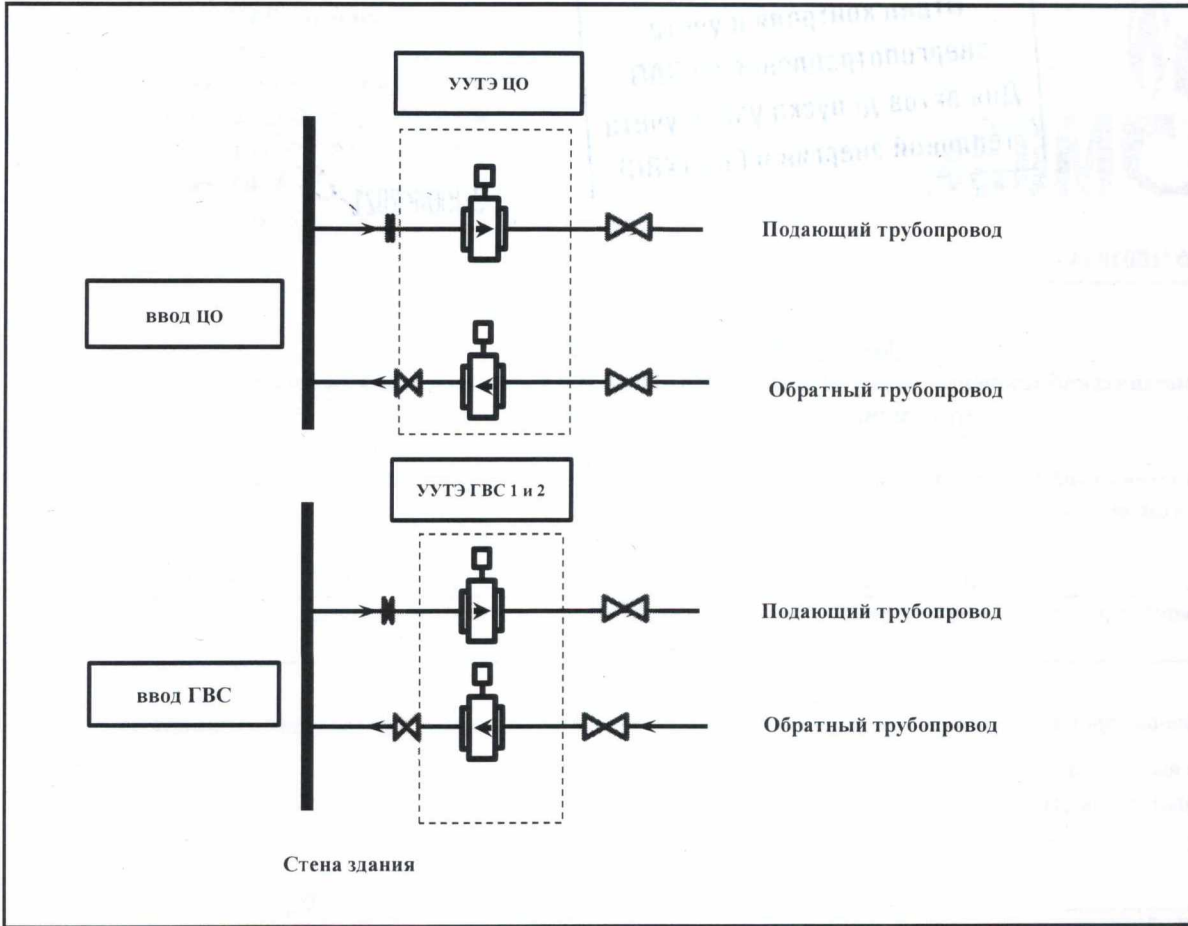 УУТЭ ЦО
Подающий трубопровод
ввод ЦО
Обратный трубопровод
УУТЭ ГВС 1 и 2
Подающий трубопровод
ввод ГВС
Обратный трубопровод
Стена здания